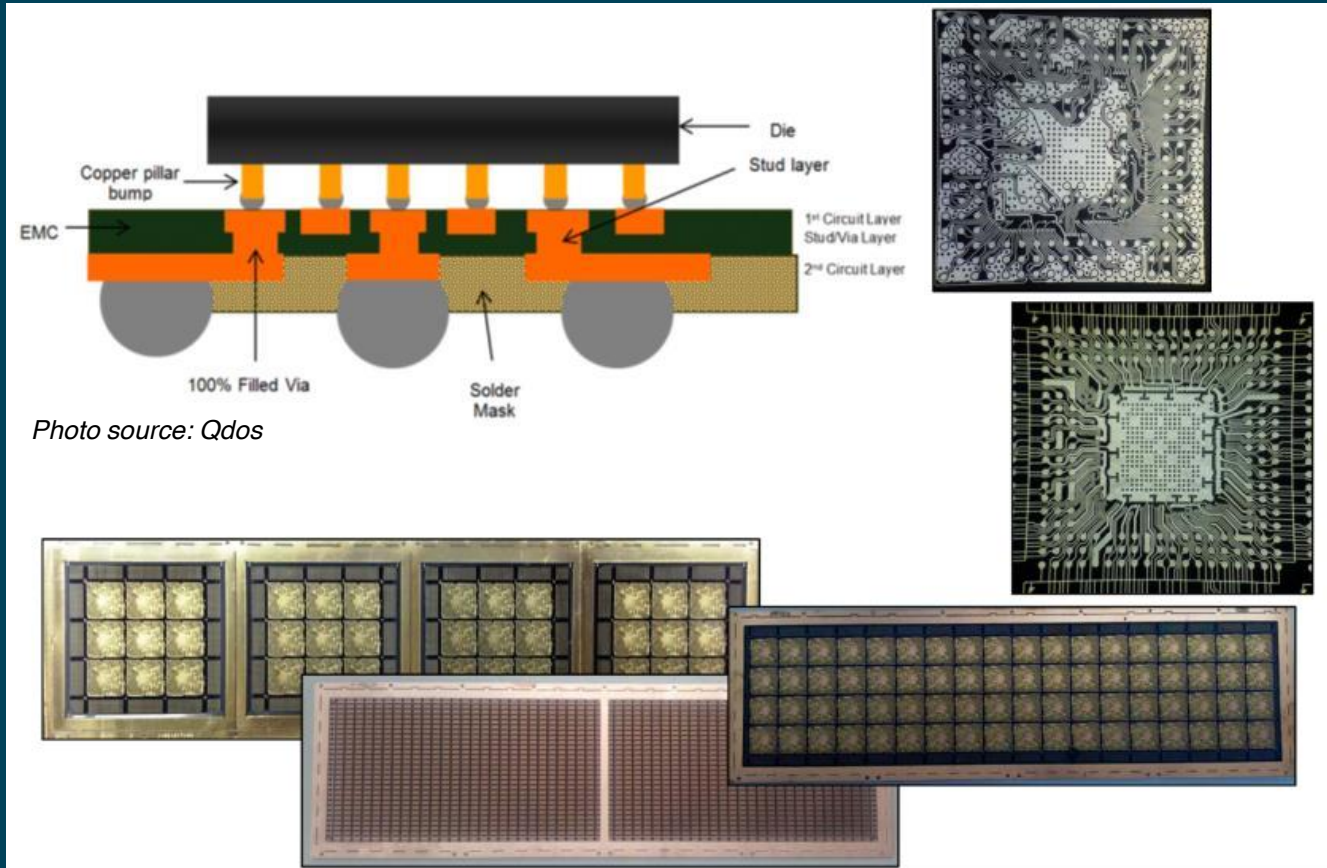 Die
Copper pillar
bump
Stud layer
EMC
1st Circuit Layer
Stud/Via Layer
2nd Circuit Layer
100% Filled Via
Solder
Mask
Photo source: Qdos